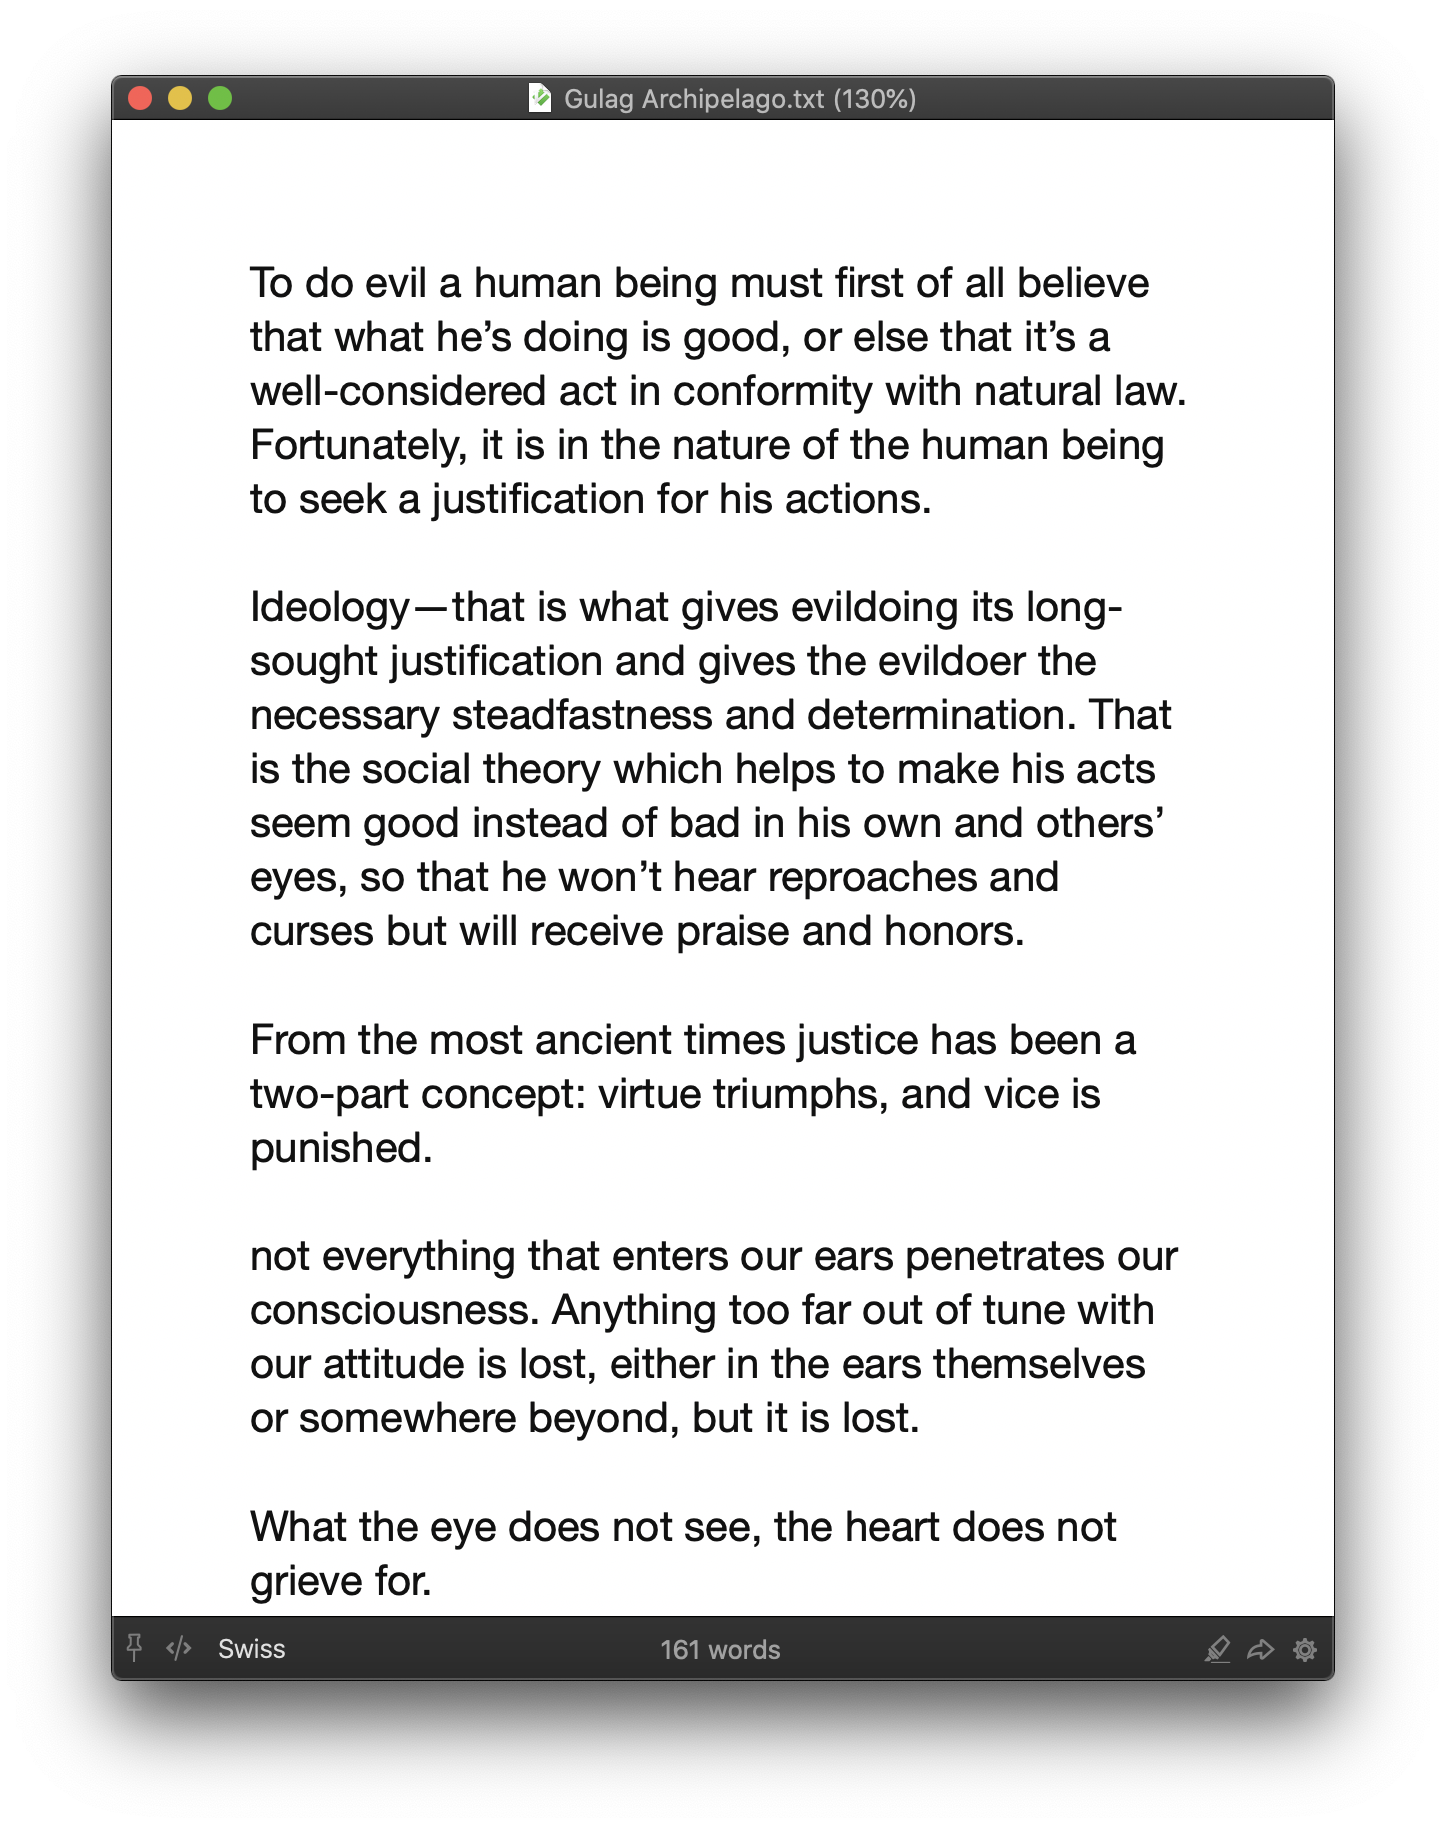 Gulag Archipelago.txt (130%)
To do evil a human being must first of all believe
that what he’s doing is good, or else that it’s a
well-considered act in conformity with natural law.
Fortunately, it is in the nature of the human being
to seek a justification for his actions.
Ideology—that is what gives evildoing its long-
sought justification and gives the evildoer the
necessary steadfastness and determination. That
is the social theory which helps to make his acts
seem good instead of bad in his own and others’
eyes, so that he won’t hear reproaches and
curses but will receive praise and honors.
From the most ancient times justice has been a
two-part concept: virtue triumphs, and vice is
punished.
not everything that enters our ears penetrates our
consciousness. Anything too far out of tune with
our attitude is lost, either in the ears themselves
or somewhere beyond, but it is lost.
What the eye does not see, the heart does not
grieve for.
Swiss 161 words